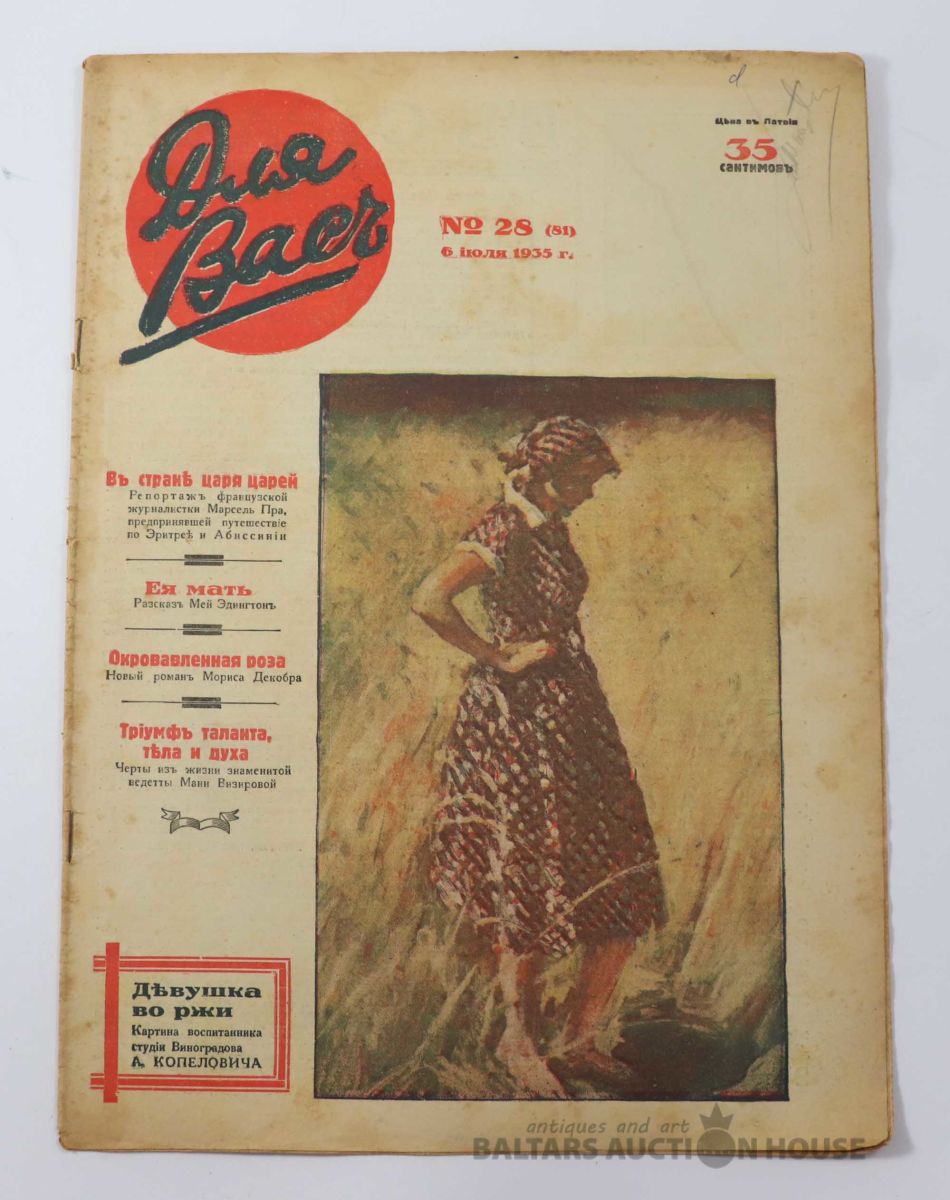 Для
Васъ
Цѣна въ Латвіи
35
сантимовъ
№ 28 (81)
6 іюля 1935 г.
Въ странѣ царя царей
Репортажъ французской
журналистки Марсель Пра,
предпринявшей путешествіе
по Эритреѣ и Абиссиніи
Ея мать
Разсказъ Мей Эдингтонъ
Окровавленная роза
Новый романъ Мориса Декобра
Тріумфъ таланта,
тѣла и духа
Черты изъ жизни знаменитой
ведетты Мани Визировой
Дѣвушка
во ржи
Картина воспитанника
студіи Виноградова
А. КОПЕЛОВИЧА
antiques and art
BALTARS AUCTION HOUSE